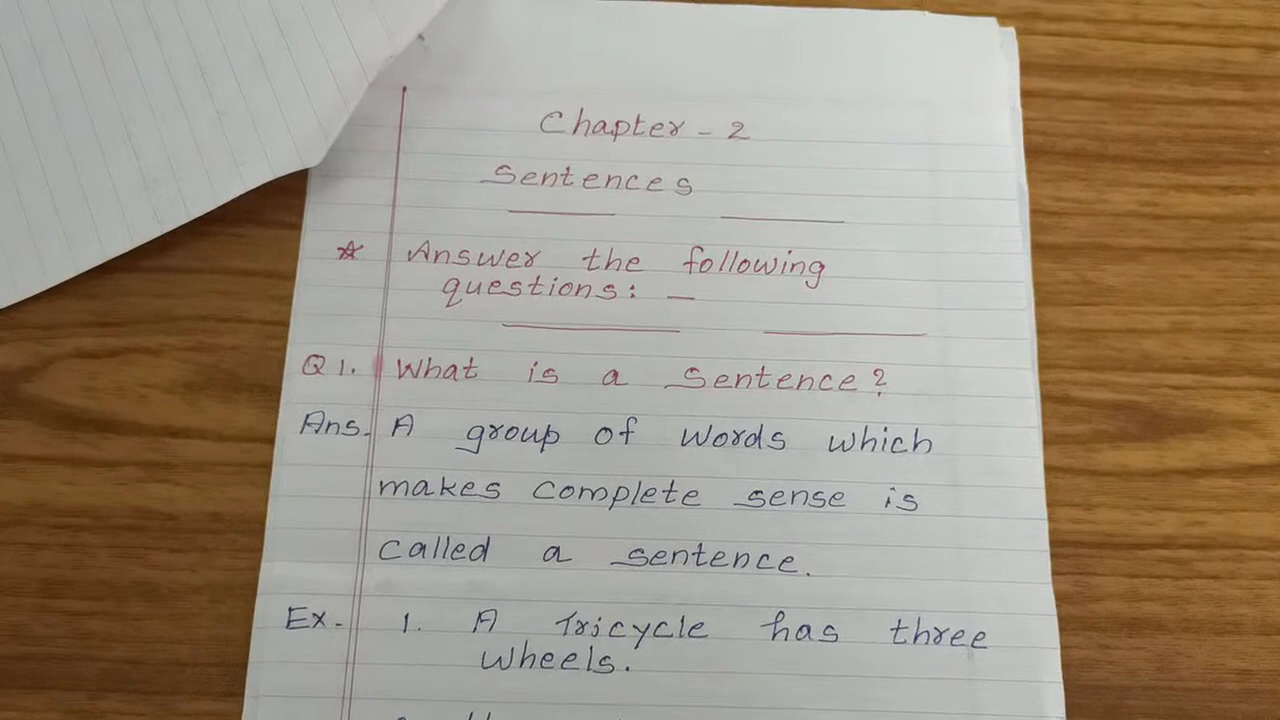 Chapter - 2
Sentences
☆ Answer the following
questions: _
Q1. What is a Sentence?
Ans. A group of words which
makes complete sense is
called a sentence.
Ex- 1. A Tricycle has three
wheels.